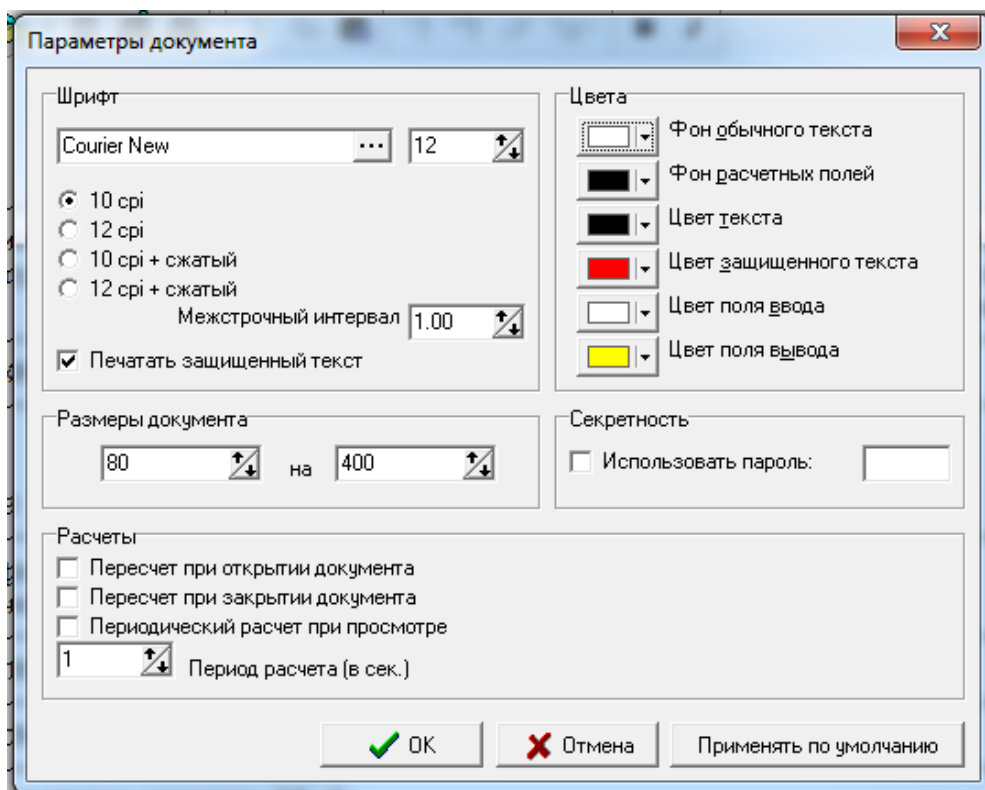 Параметры документа
Шрифт
Courier New
12
10 cpi
12 cpi
10 cpi + сжатый
12 cpi + сжатый
Межстрочный интервал 1.00
Печатать защищенный текст
Цвета
Фон обычного текста
Фон расчетных полей
Цвет текста
Цвет защищенного текста
Цвет поля ввода
Цвет поля вывода
Размеры документа
80 на 400
Секретность
Использовать пароль:
Расчеты
Пересчет при открытии документа
Пересчет при закрытии документа
Периодический расчет при просмотре
1 Период расчета (в сек.)
OK
Отмена
Применять по умолчанию